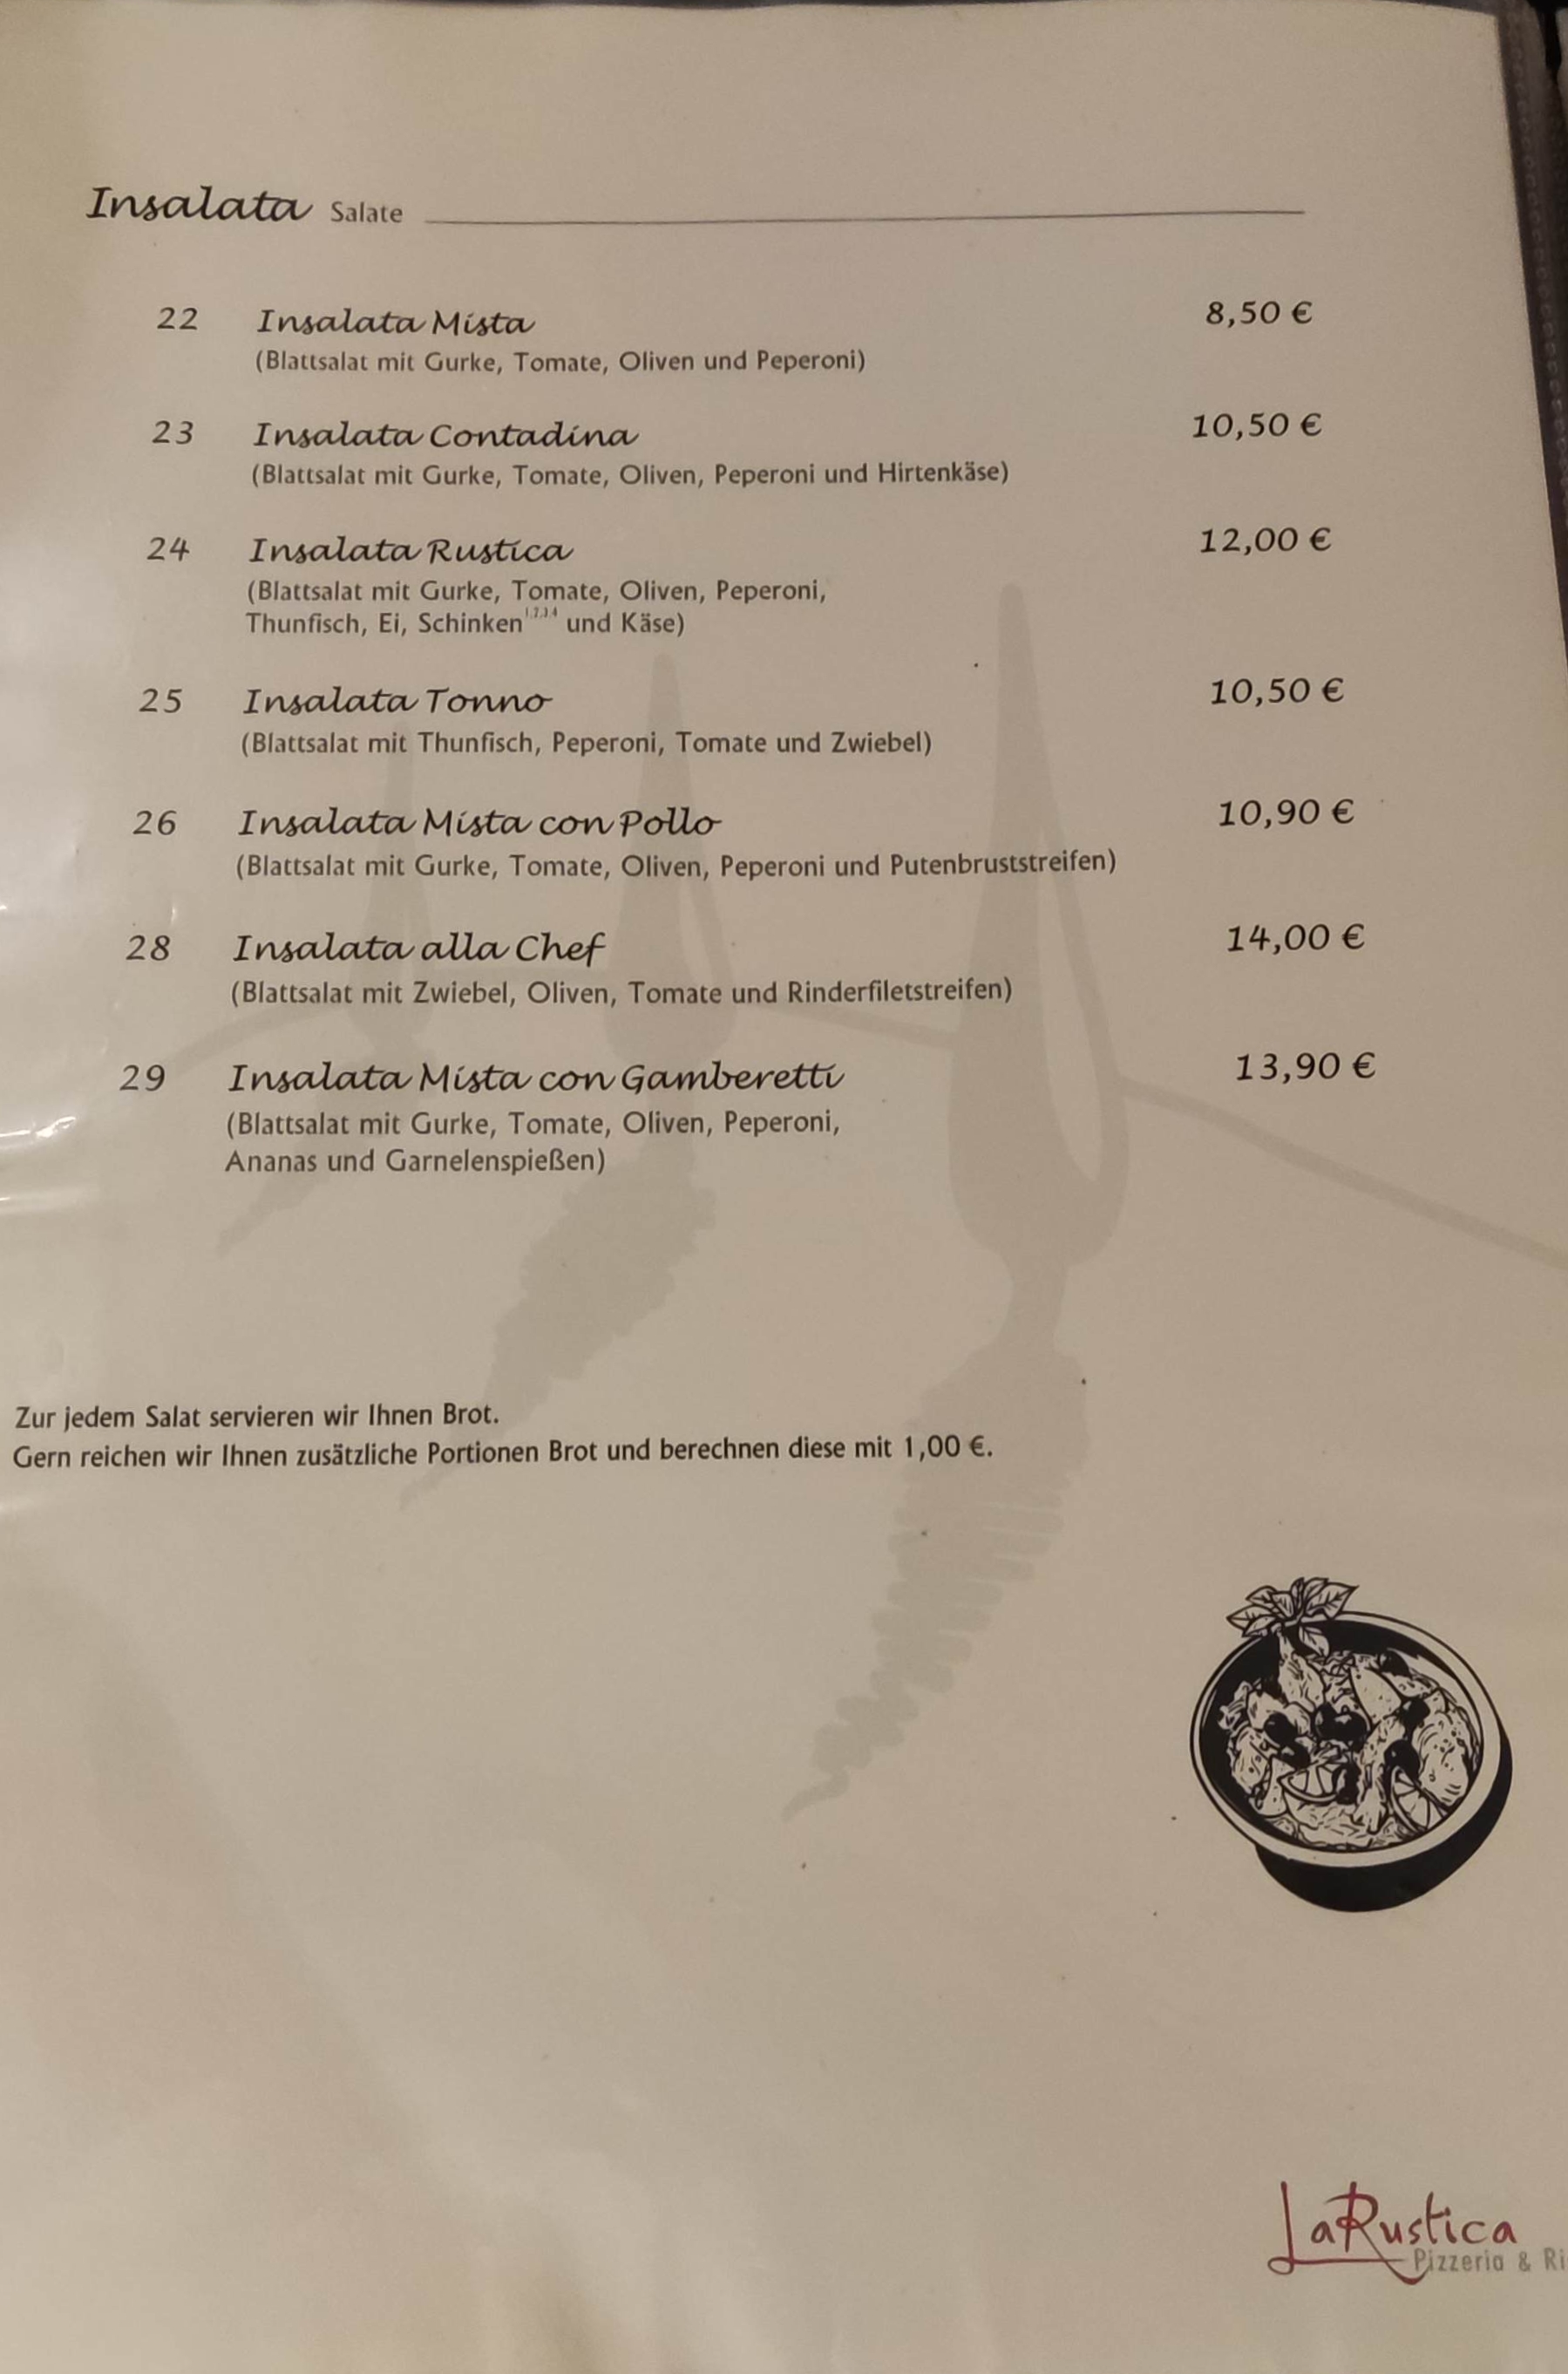 Insalata Salate
22 Insalata Mista 8,50 €
(Blattsalat mit Gurke, Tomate, Oliven und Peperoni)
23 Insalata Contadina 10,50 €
(Blattsalat mit Gurke, Tomate, Oliven, Peperoni und Hirtenkäse)
24 Insalata Rustica 12,00 €
(Blattsalat mit Gurke, Tomate, Oliven, Peperoni,
Thunfisch, Ei, Schinken und Käse)
25 Insalata Tonno 10,50 €
(Blattsalat mit Thunfisch, Peperoni, Tomate und Zwiebel)
26 Insalata Mista con Pollo 10,90 €
(Blattsalat mit Gurke, Tomate, Oliven, Peperoni und Putenbruststreifen)
28 Insalata alla Chef 14,00 €
(Blattsalat mit Zwiebel, Oliven, Tomate und Rinderfiletstreifen)
29 Insalata Mista con Gamberetti 13,90 €
(Blattsalat mit Gurke, Tomate, Oliven, Peperoni,
Ananas und Garnelenspießen)
Zur jedem Salat servieren wir Ihnen Brot.
Gern reichen wir Ihnen zusätzliche Portionen Brot und berechnen diese mit 1,00 €.
LaRustica
Pizzeria & Ri